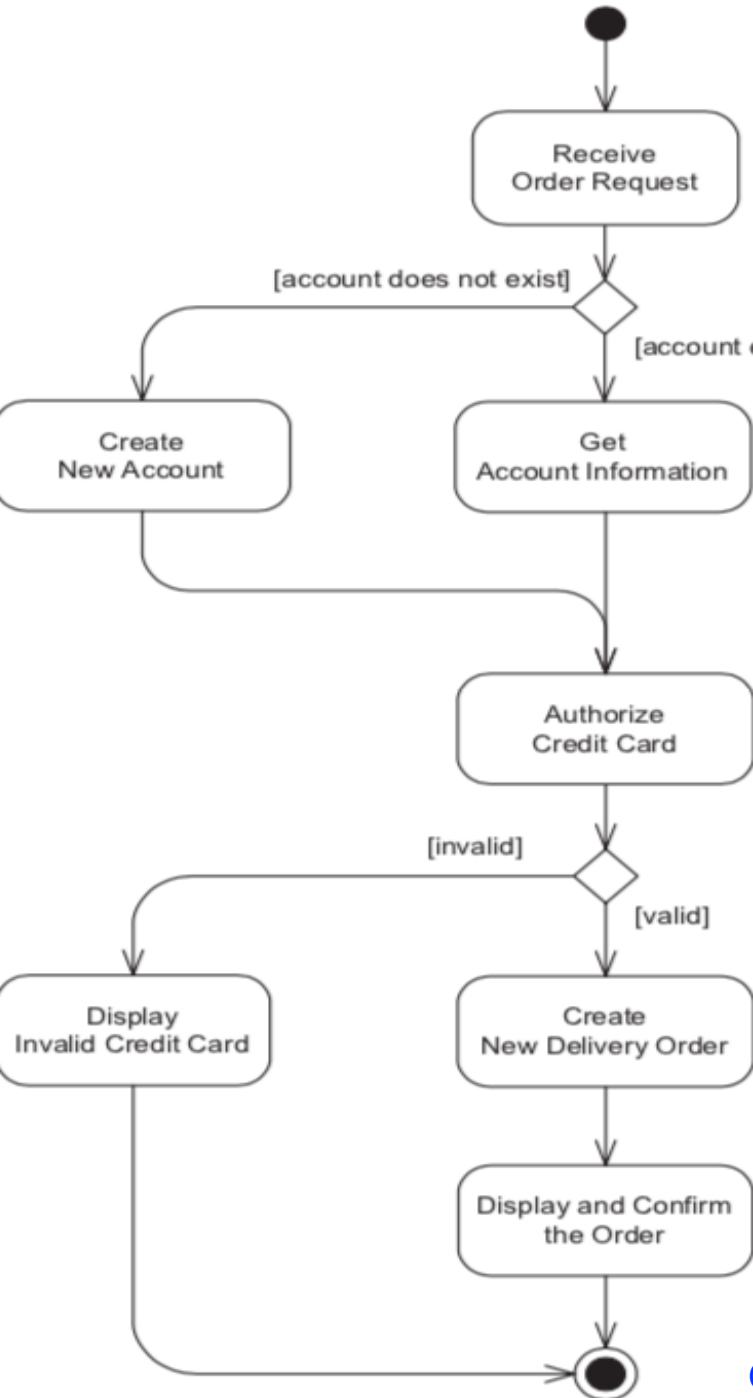 Receive
Order Request
[account does not exist]
[account
Create
New Account
Get
Account Information
Authorize
Credit Card
[invalid]
[valid]
Display
Invalid Credit Card
Create
New Delivery Order
Display and Confirm
the Order